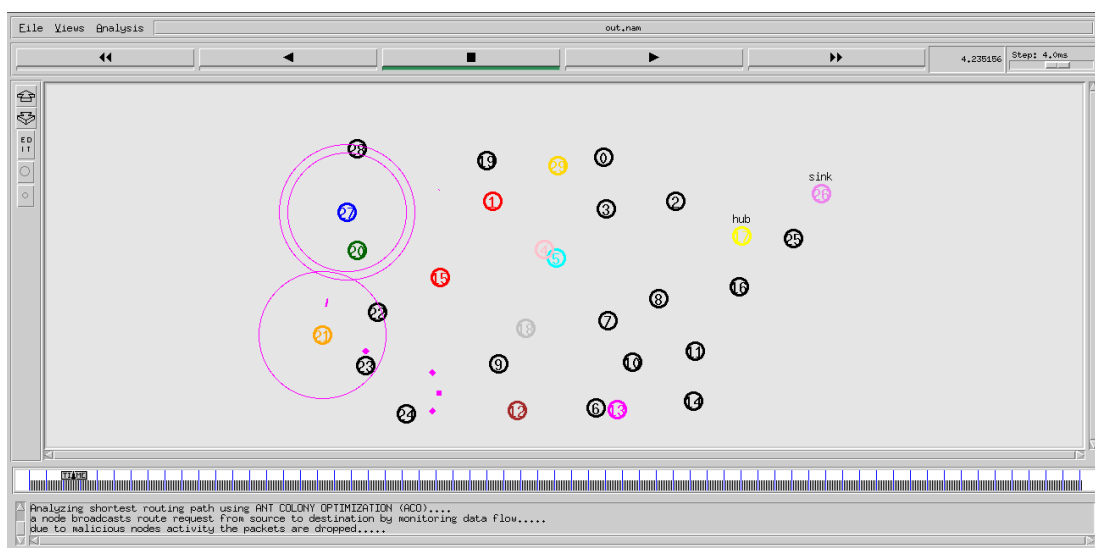 File Views Analysis out.nam
4.235156 Step: 4.0ms
ED
IT
28
19
29
0
sink
26
27
1
3
2
hub
25
20
4
5
15
16
22
8
21
18
7
23
9
10
11
24
12
6
13
14
TIME
Analyzing shortest routing path using ANT COLONY OPTIMIZATION (ACO)....
a node broadcasts route request from source to destination by monitoring data flow.....
due to malicious nodes activity the packets are dropped.....